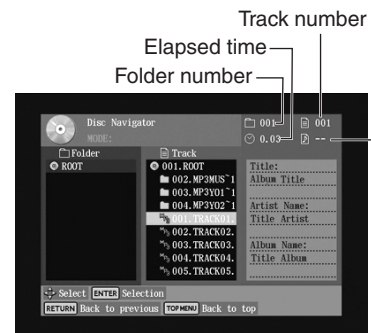 Track number
Elapsed time
Folder number
Disc Navigator 001 001
MODE: 0.03 --
Folder Track
ROOT 001.ROOT Title:
002.MP3MUS~1 Album Title
003.MP3YO1~1
004.MP3YO2~1 Artist Name:
001.TRACK01. Title Artist
002.TRACK02.
003.TRACK03. Album Name:
004.TRACK04. Title Album
005.TRACK05.
Select ENTER Selection
RETURN Back to previous TOP MENU Back to top